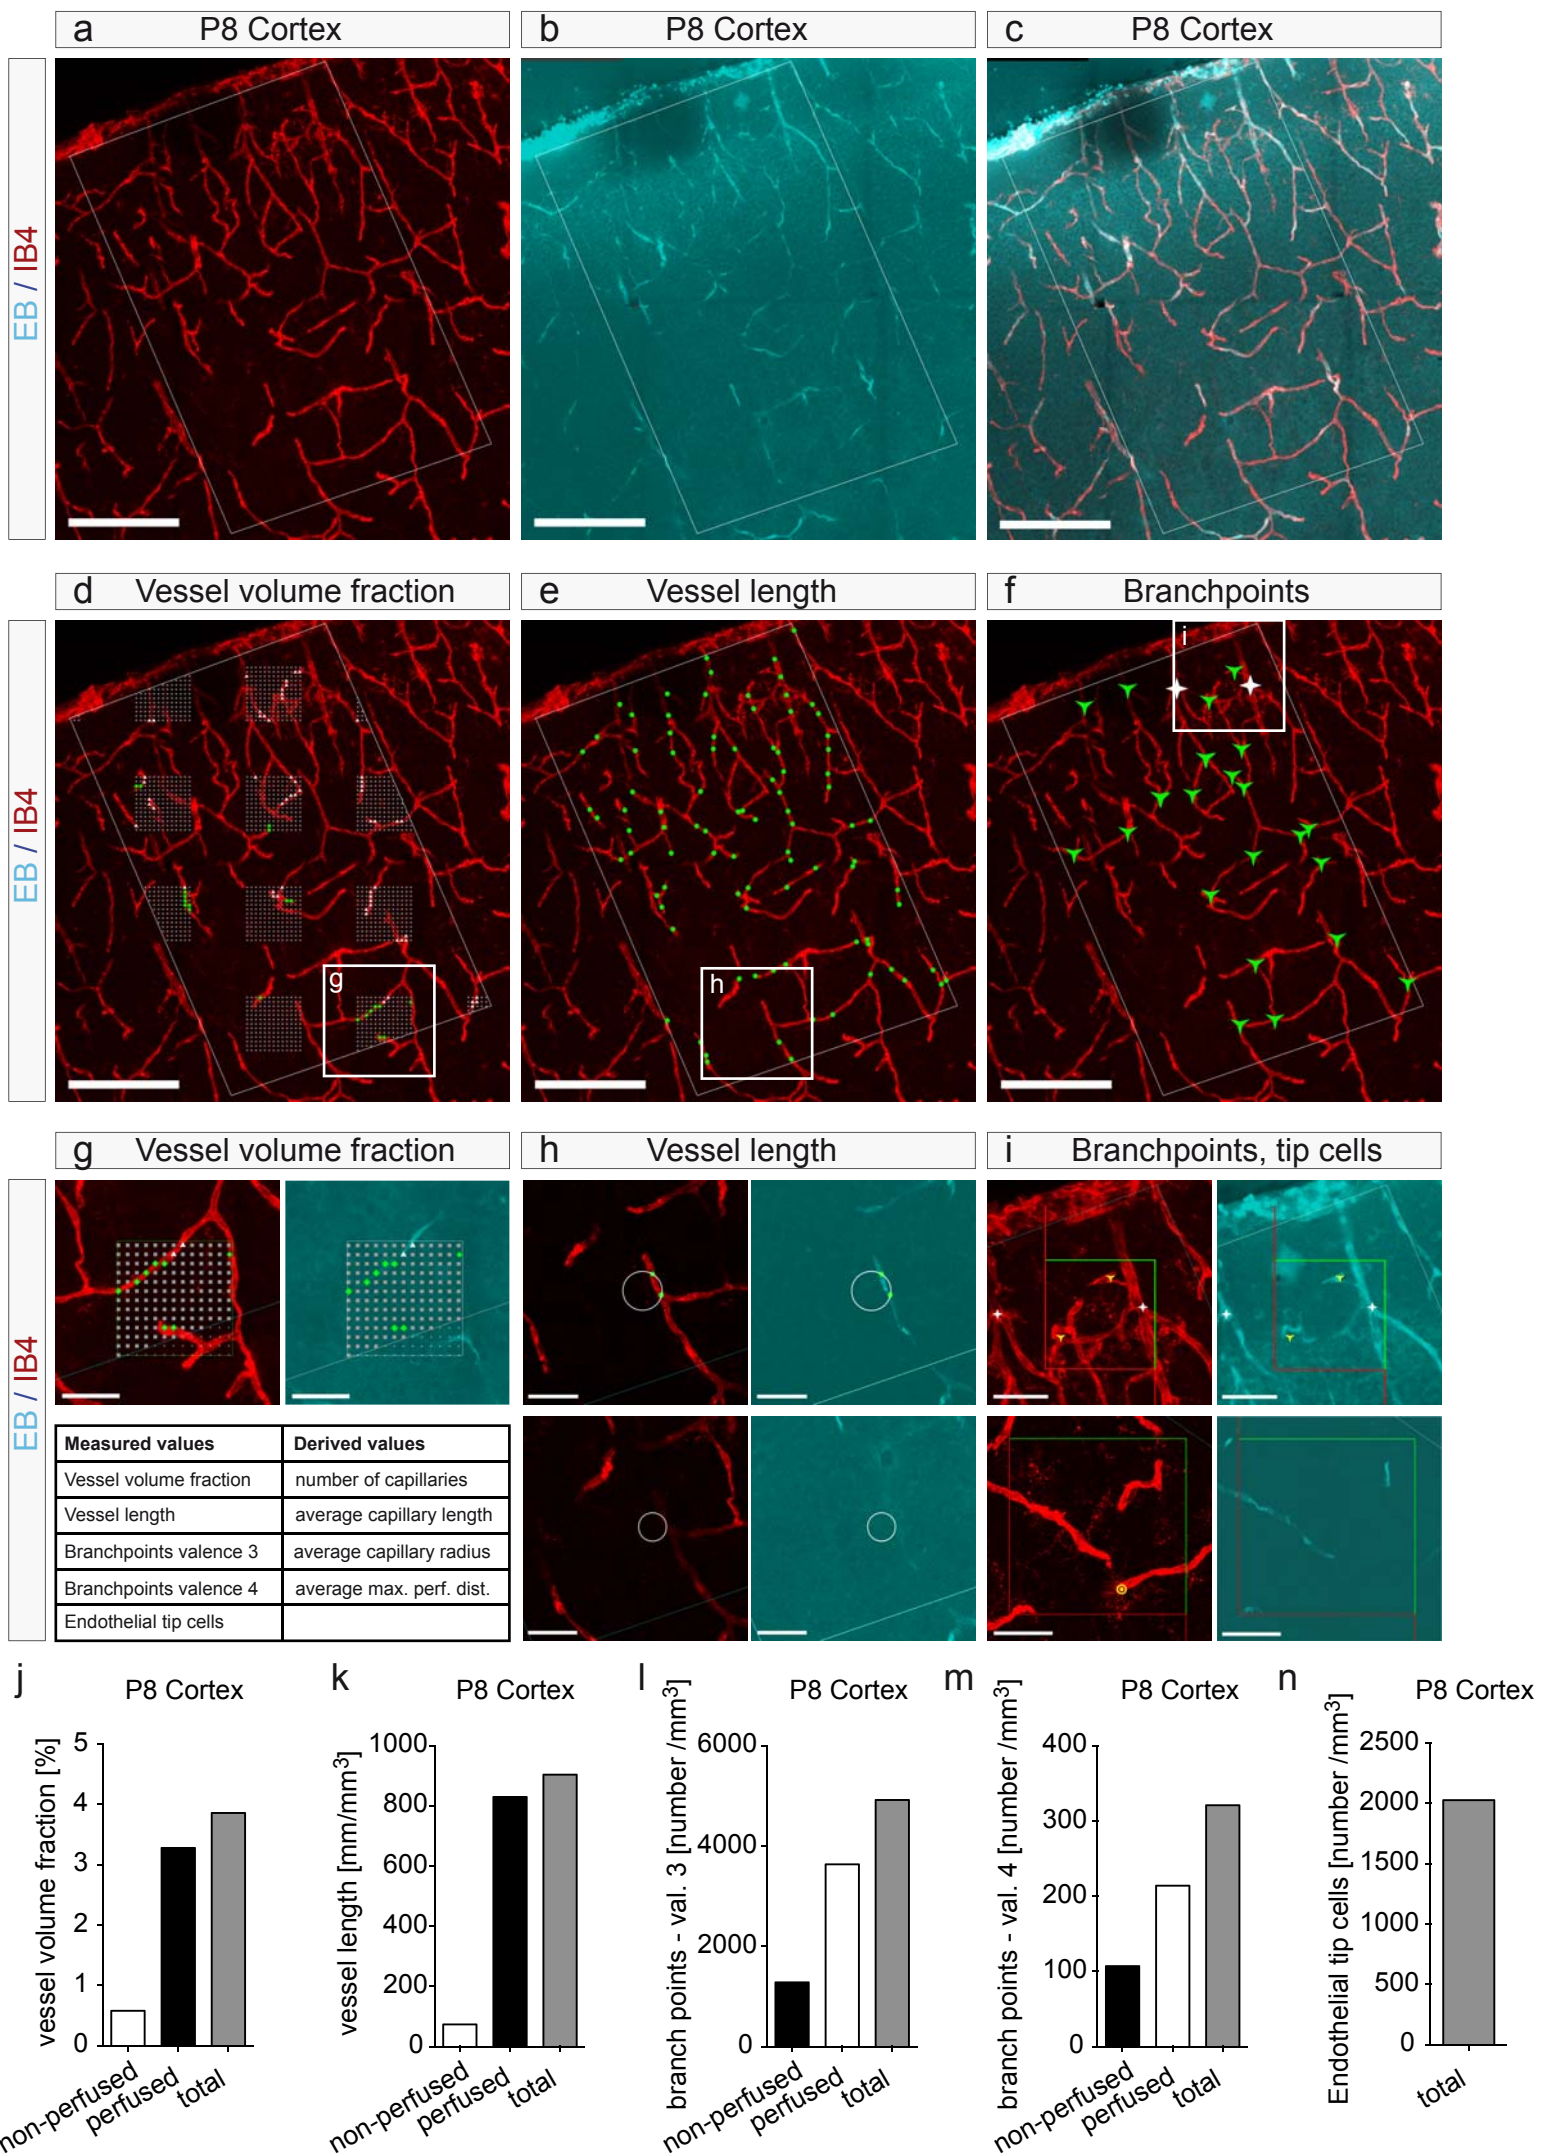 a P8 Cortex
b P8 Cortex
c P8 Cortex
EB / IB4
d Vessel volume fraction
e Vessel length
f Branchpoints
EB / IB4
g
h
i
g Vessel volume fraction
h Vessel length
i Branchpoints, tip cells
EB / IB4
Measured values Derived values
Vessel volume fraction number of capillaries
Vessel length average capillary length
Branchpoints valence 3 average capillary radius
Branchpoints valence 4 average max. perf. dist.
Endothelial tip cells
j P8 Cortex
vessel volume fraction [%]
5
4
3
2
1
0
non-perfused
perfused
total
k P8 Cortex
vessel length [mm/mm³]
1000
800
600
400
200
0
non-perfused
perfused
total
l P8 Cortex
branch points - val. 3 [number /mm³]
6000
4000
2000
0
non-perfused
perfused
total
m P8 Cortex
branch points - val. 4 [number /mm³]
400
300
200
100
0
non-perfused
perfused
total
n P8 Cortex
Endothelial tip cells [number /mm³]
2500
2000
1500
1000
500
0
total